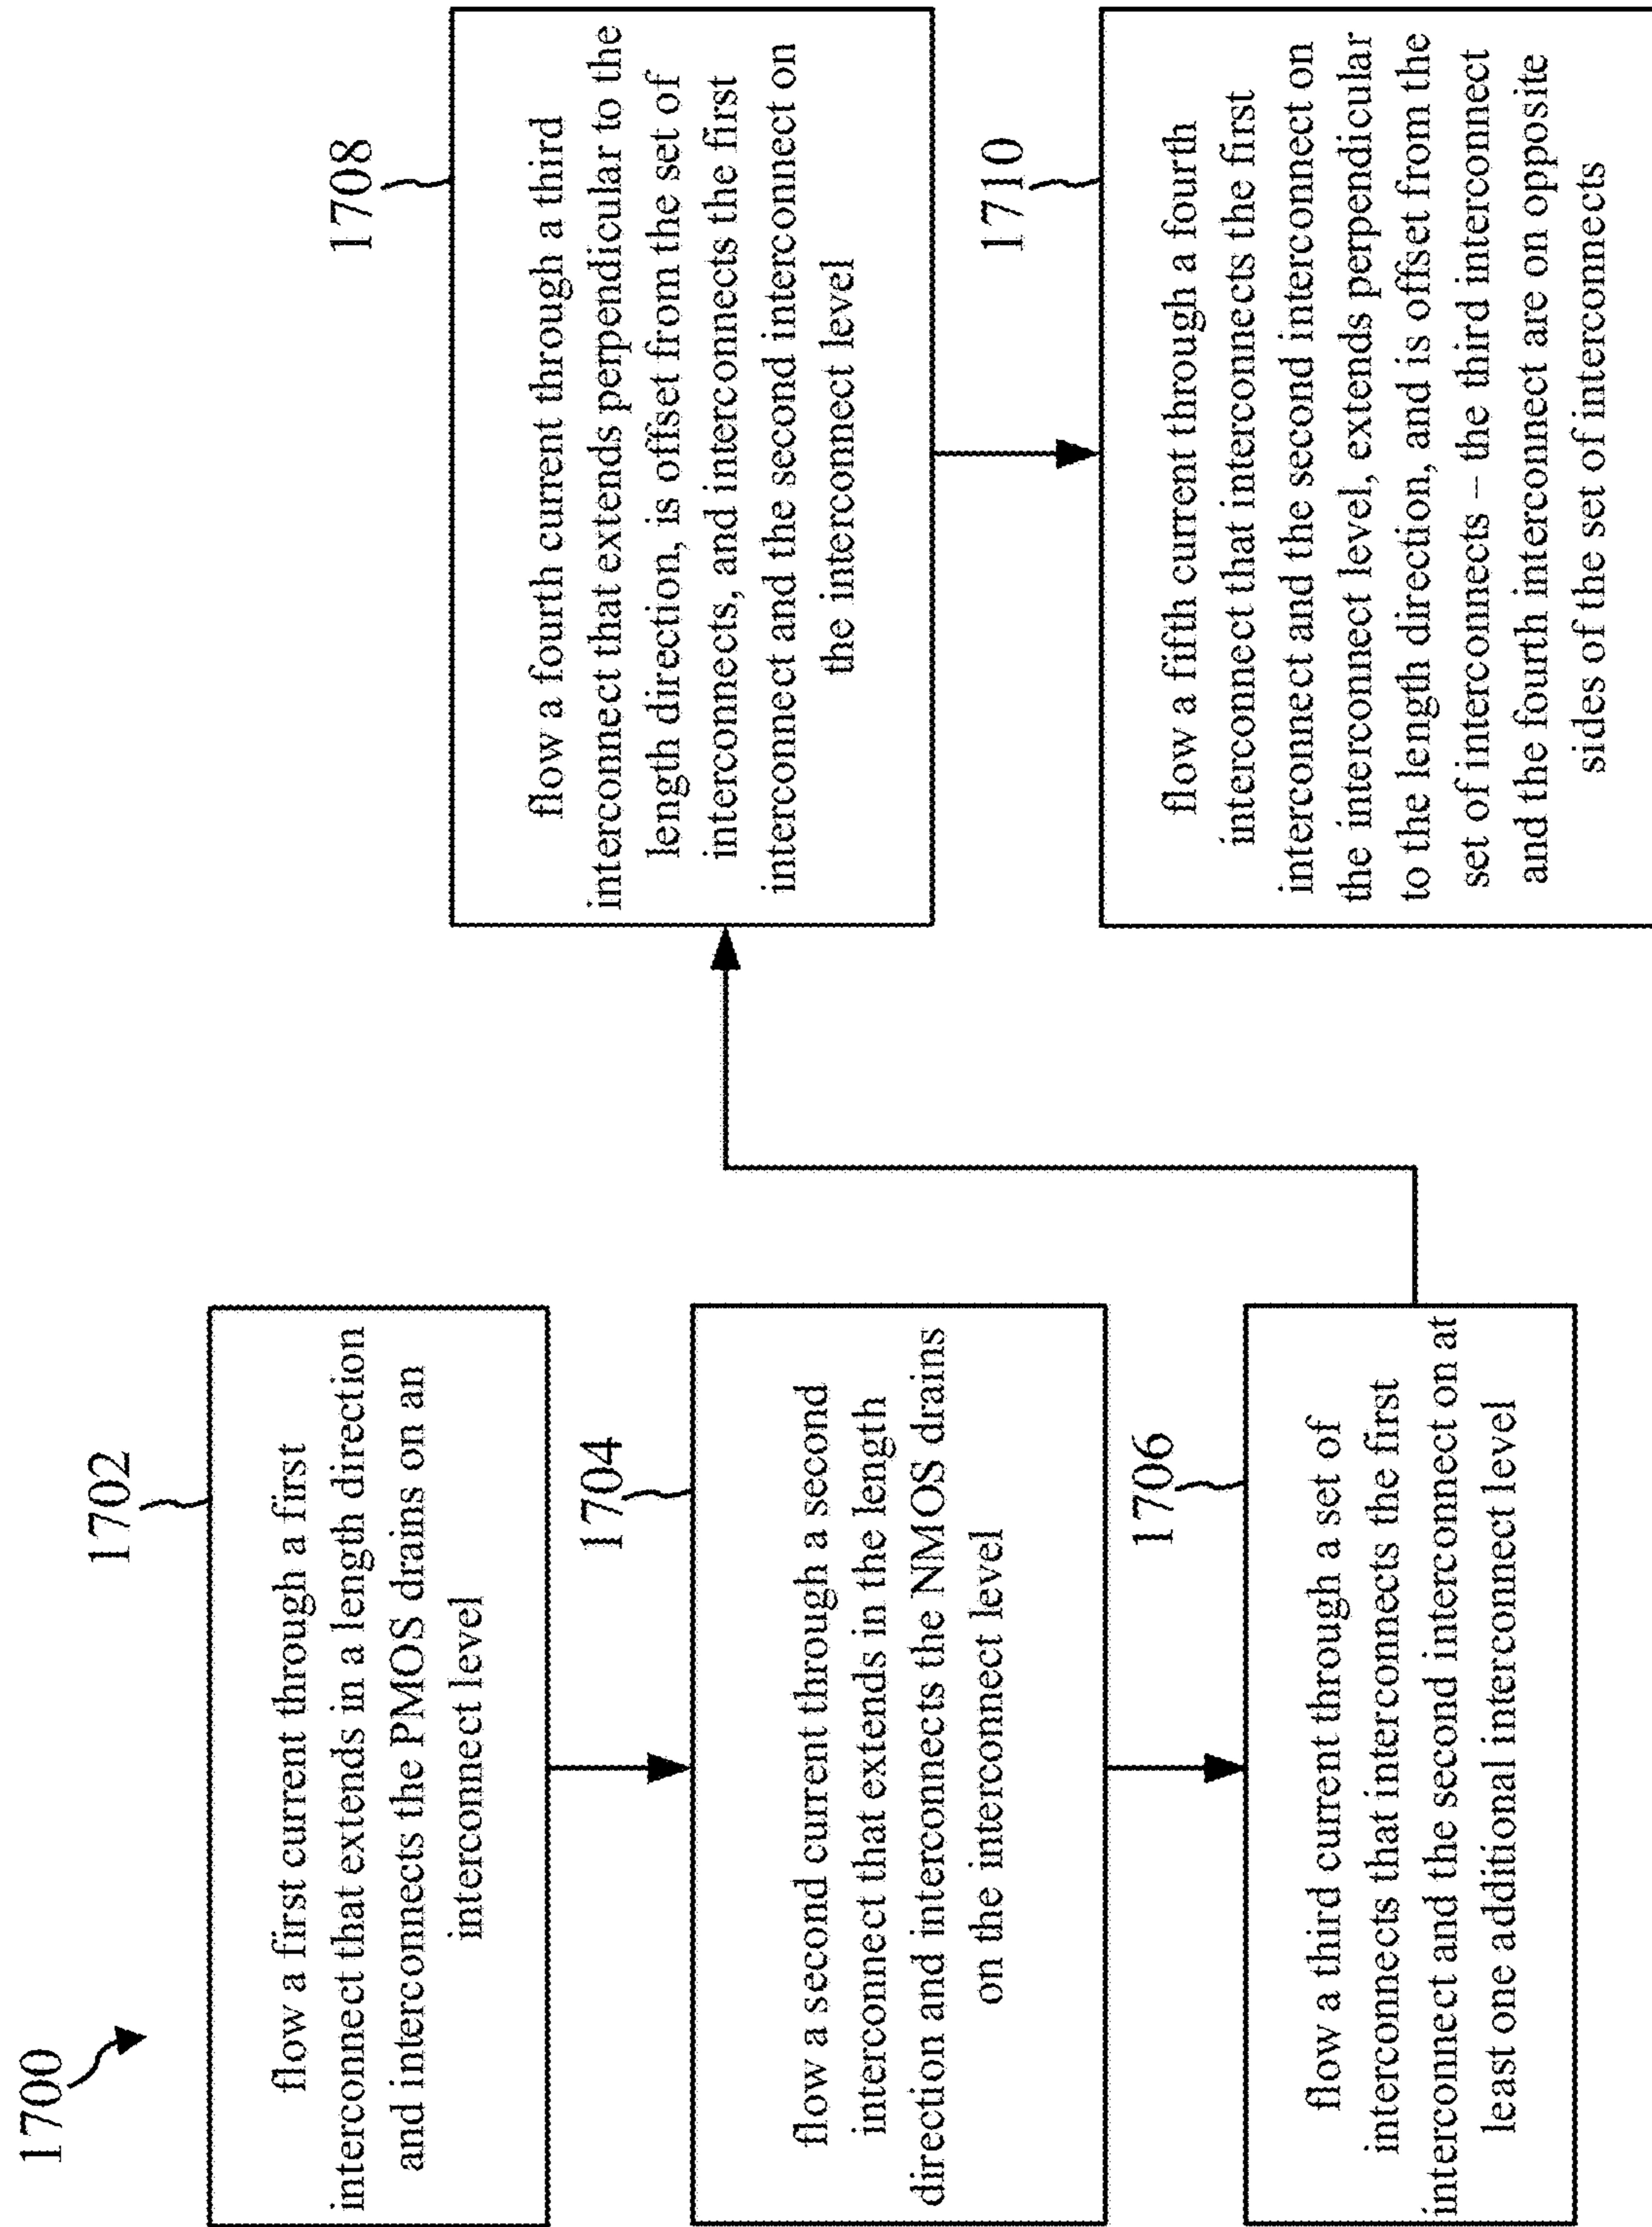 1700
1702
flow a first current through a first
interconnect that extends in a length direction
and interconnects the PMOS drains on an
interconnect level
1704
flow a second current through a second
interconnect that extends in the length
direction and interconnects the NMOS drains
on the interconnect level
1706
flow a third current through a set of
interconnects that interconnects the first
interconnect and the second interconnect on at
least one additional interconnect level
1708
flow a fourth current through a third
interconnect that extends perpendicular to the
length direction, is offset from the set of
interconnects, and interconnects the first
interconnect and the second interconnect on
the interconnect level
1710
flow a fifth current through a fourth
interconnect that interconnects the first
interconnect and the second interconnect on
the interconnect level, extends perpendicular
to the length direction, and is offset from the
set of interconnects – the third interconnect
and the fourth interconnect are on opposite
sides of the set of interconnects